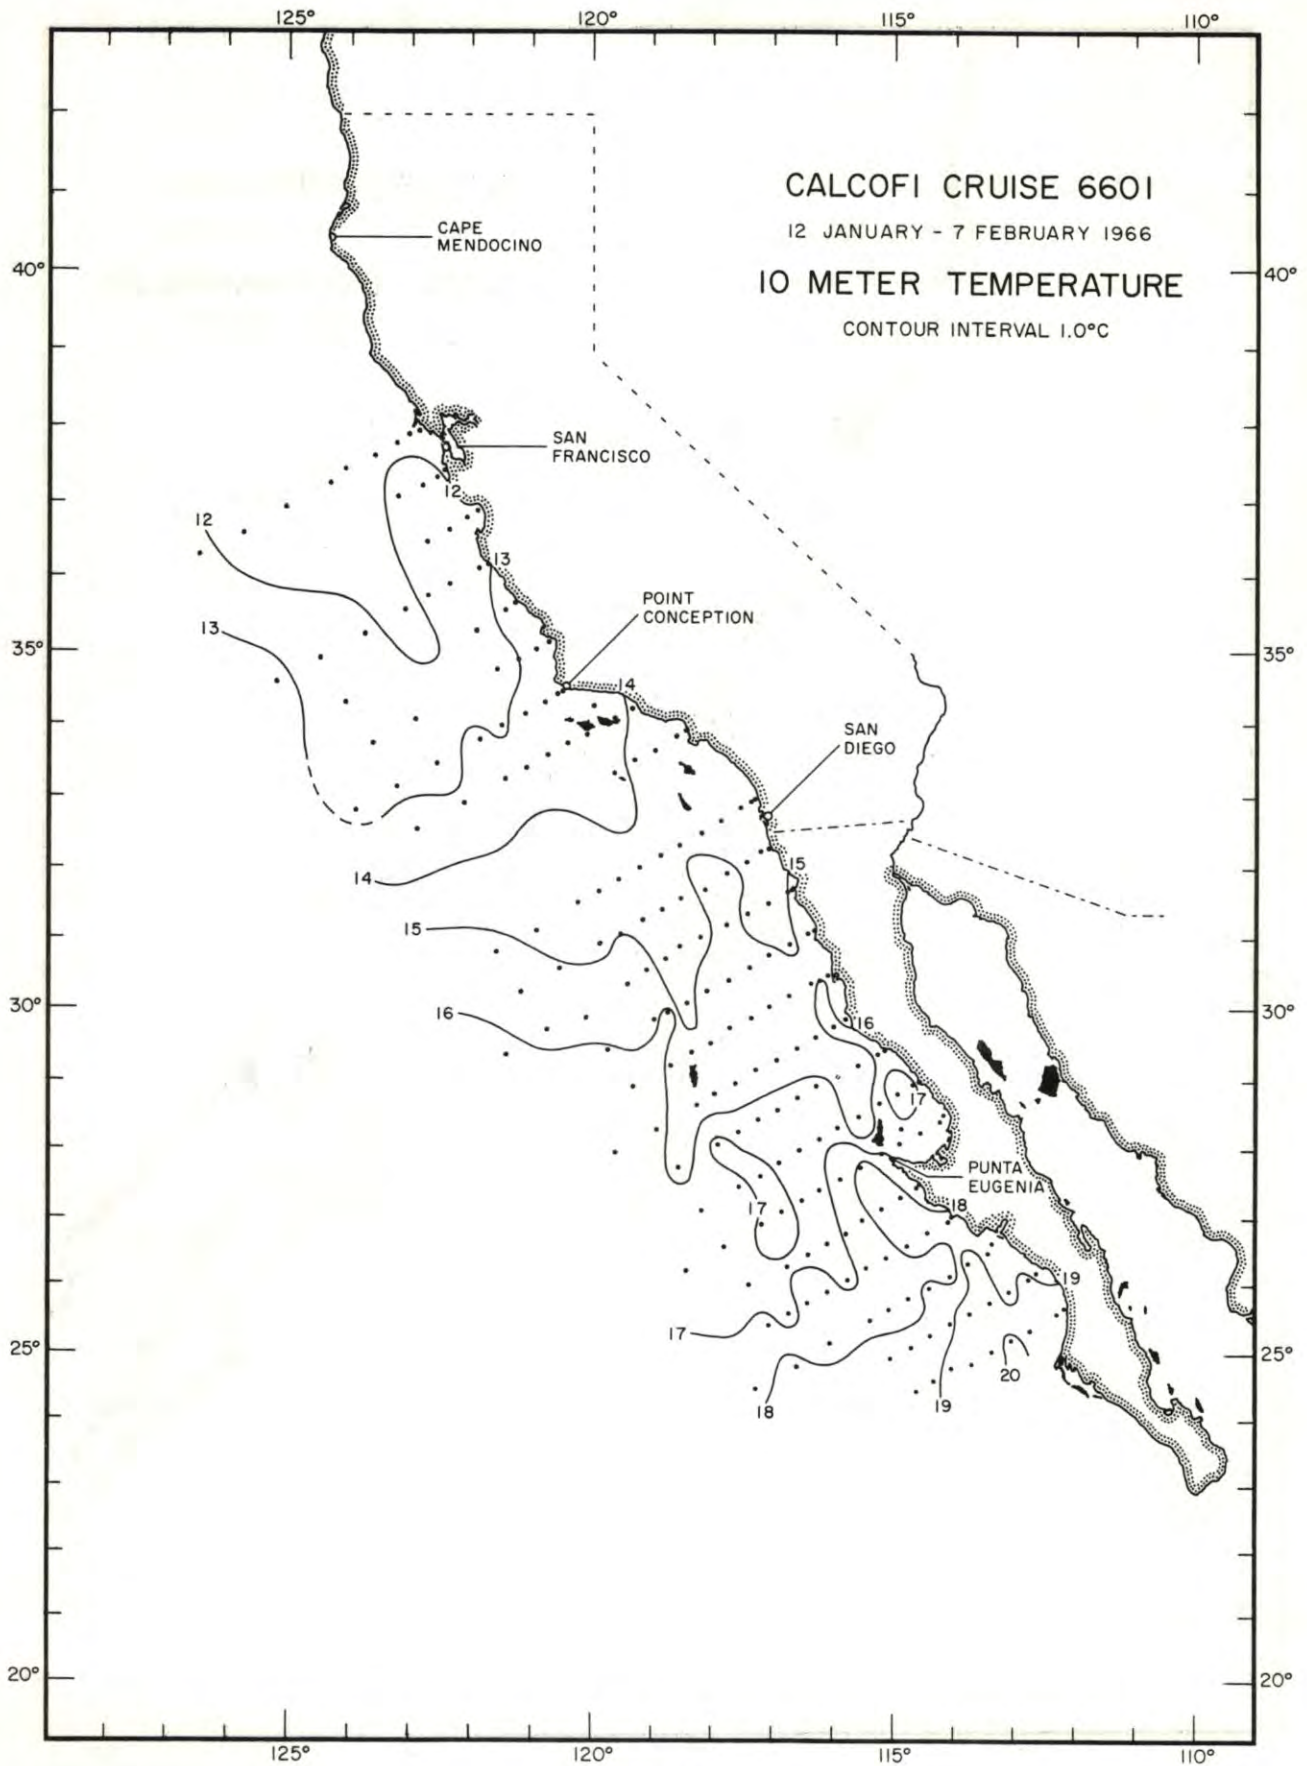 125°
120°
115°
110°
CALCOFI CRUISE 6601
12 JANUARY - 7 FEBRUARY 1966
10 METER TEMPERATURE
CONTOUR INTERVAL 1.0°C
CAPE
MENDOCINO
40°
40°
SAN
FRANCISCO
12
12
13
POINT
CONCEPTION
13
35°
35°
14
SAN
DIEGO
15
14
15
30°
30°
16
16
17
PUNTA
EUGENIA
18
17
19
17
25°
25°
20
18
19
20°
20°
125°
120°
115°
110°